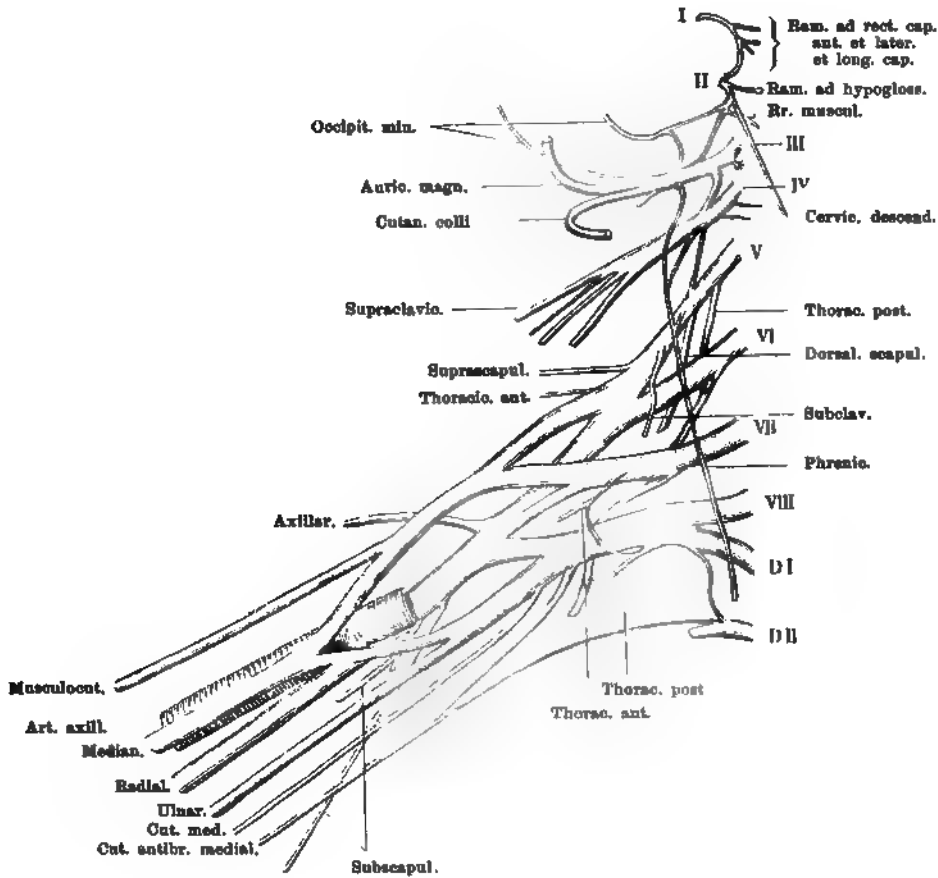 I
Ram. ad rect. cap.
ant. et later.
et long. cap.
II
Ram. ad hypogloss.
Rr. muscul.
Occipit. min.
III
Auric. magn.
IV
Cutan. colli
Cervic. descend.
V
Supraclavic.
Thorac. post.
VI
Suprascapul.
Dorsal. scapul.
Thoracic. ant.
Subclav.
VII
Phrenic.
VIII
Axillar.
D I
D II
Musculocut.
Thorac. post
Thorac. ant.
Art. axill.
Median.
Radial.
Ulnar.
Cut. med.
Cut. antibr. medial.
Subscapul.